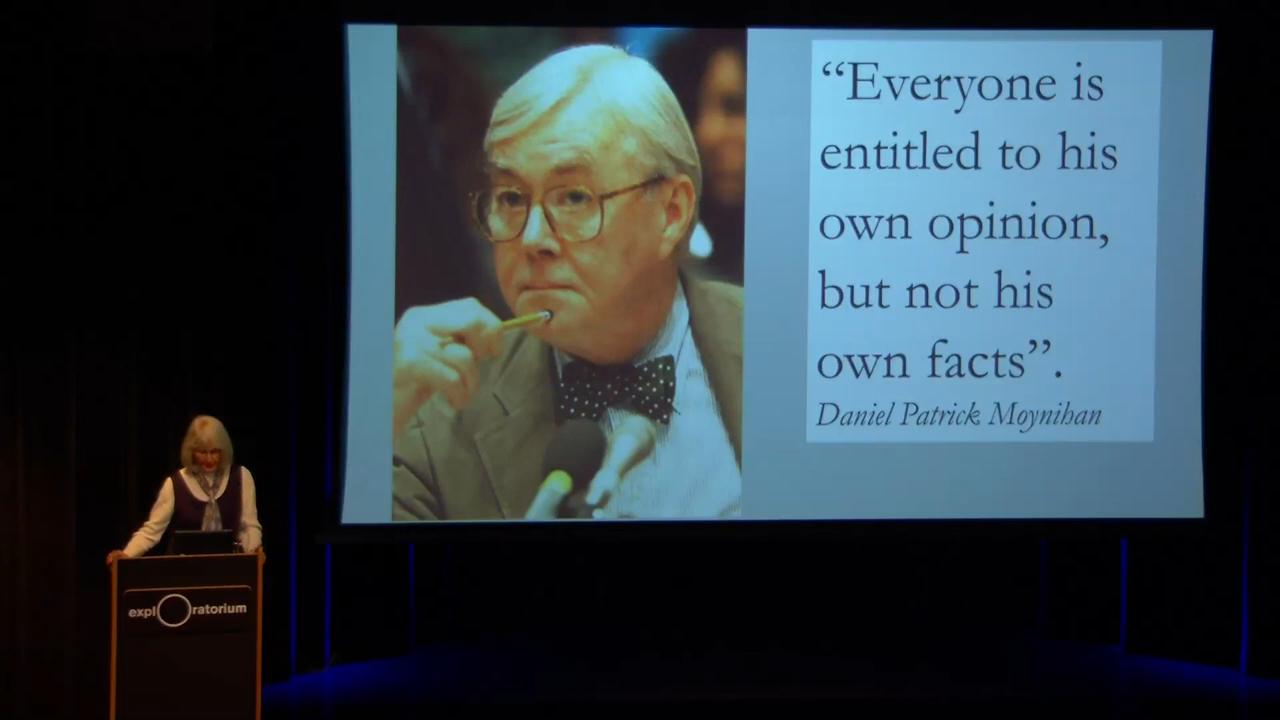 “Everyone is
entitled to his
own opinion,
but not his
own facts”.
Daniel Patrick Moynihan
expl ratorium